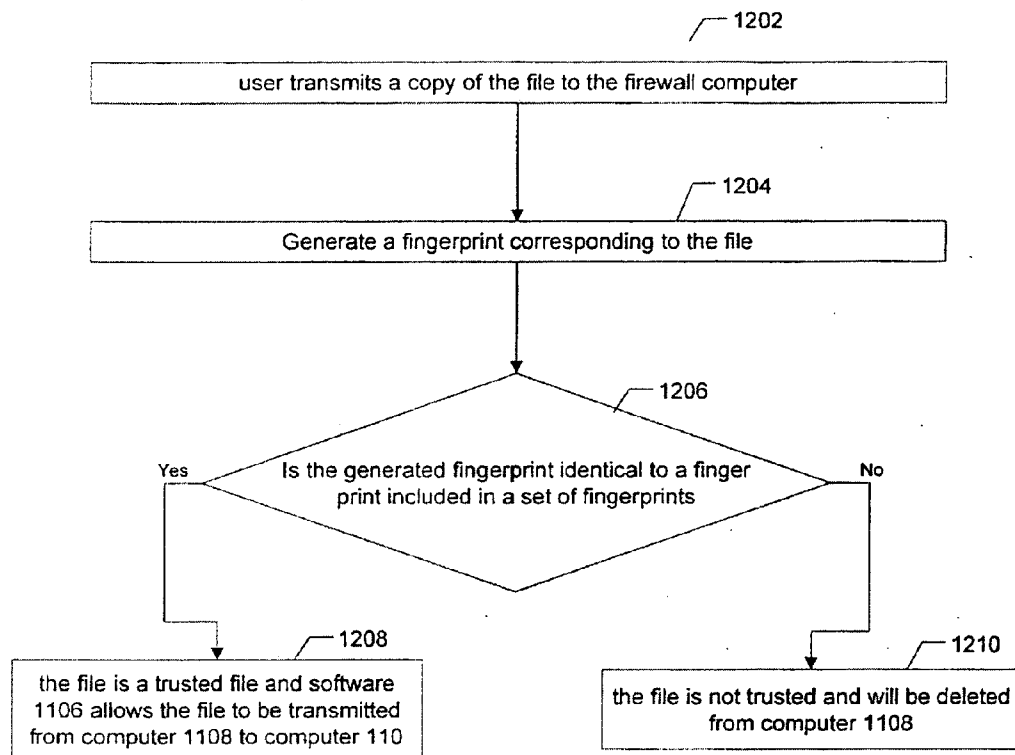 1202
user transmits a copy of the file to the firewall computer
1204
Generate a fingerprint corresponding to the file
1206
Is the generated fingerprint identical to a finger
print included in a set of fingerprints
Yes
No
1208
the file is a trusted file and software
1106 allows the file to be transmitted
from computer 1108 to computer 110
1210
the file is not trusted and will be deleted
from computer 1108